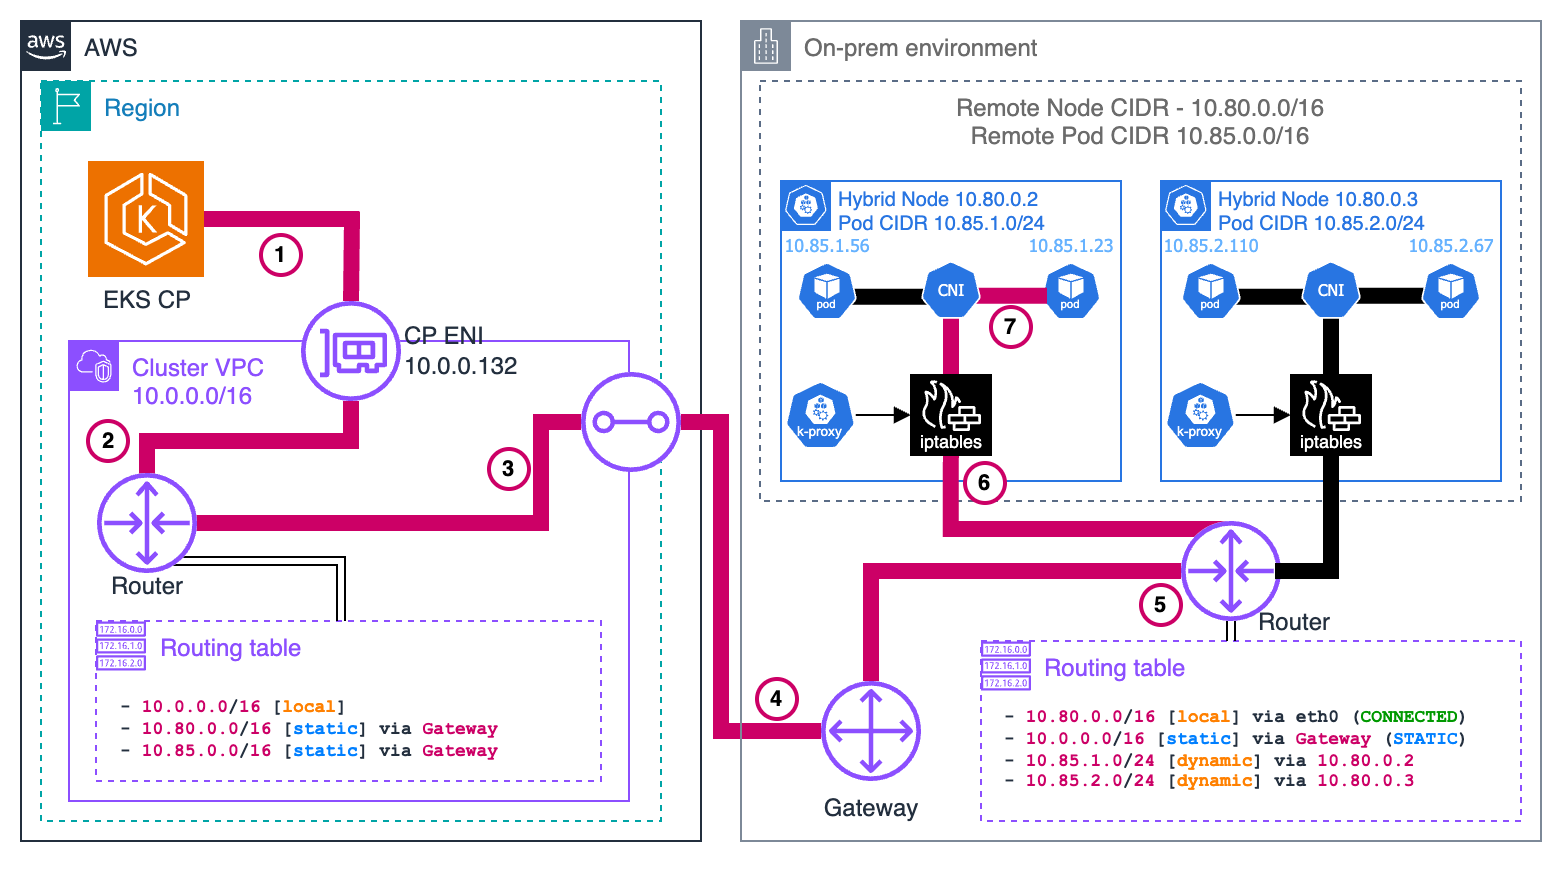 aws
AWS
Region
EKS CP
1
CP ENI
10.0.0.132
Cluster VPC
10.0.0.0/16
2
3
Router
172.16.0.0
172.16.1.0
172.16.2.0
Routing table
- 10.0.0.0/16 [local]
- 10.80.0.0/16 [static] via Gateway
- 10.85.0.0/16 [static] via Gateway
On-prem environment
Remote Node CIDR - 10.80.0.0/16
Remote Pod CIDR 10.85.0.0/16
Hybrid Node 10.80.0.2
Pod CIDR 10.85.1.0/24
10.85.1.56
10.85.1.23
pod
CNI
pod
7
k-proxy
iptables
6
Hybrid Node 10.80.0.3
Pod CIDR 10.85.2.0/24
10.85.2.110
10.85.2.67
pod
CNI
pod
k-proxy
iptables
5
Router
4
Gateway
172.16.0.0
172.16.1.0
172.16.2.0
Routing table
- 10.80.0.0/16 [local] via eth0 (CONNECTED)
- 10.0.0.0/16 [static] via Gateway (STATIC)
- 10.85.1.0/24 [dynamic] via 10.80.0.2
- 10.85.2.0/24 [dynamic] via 10.80.0.3